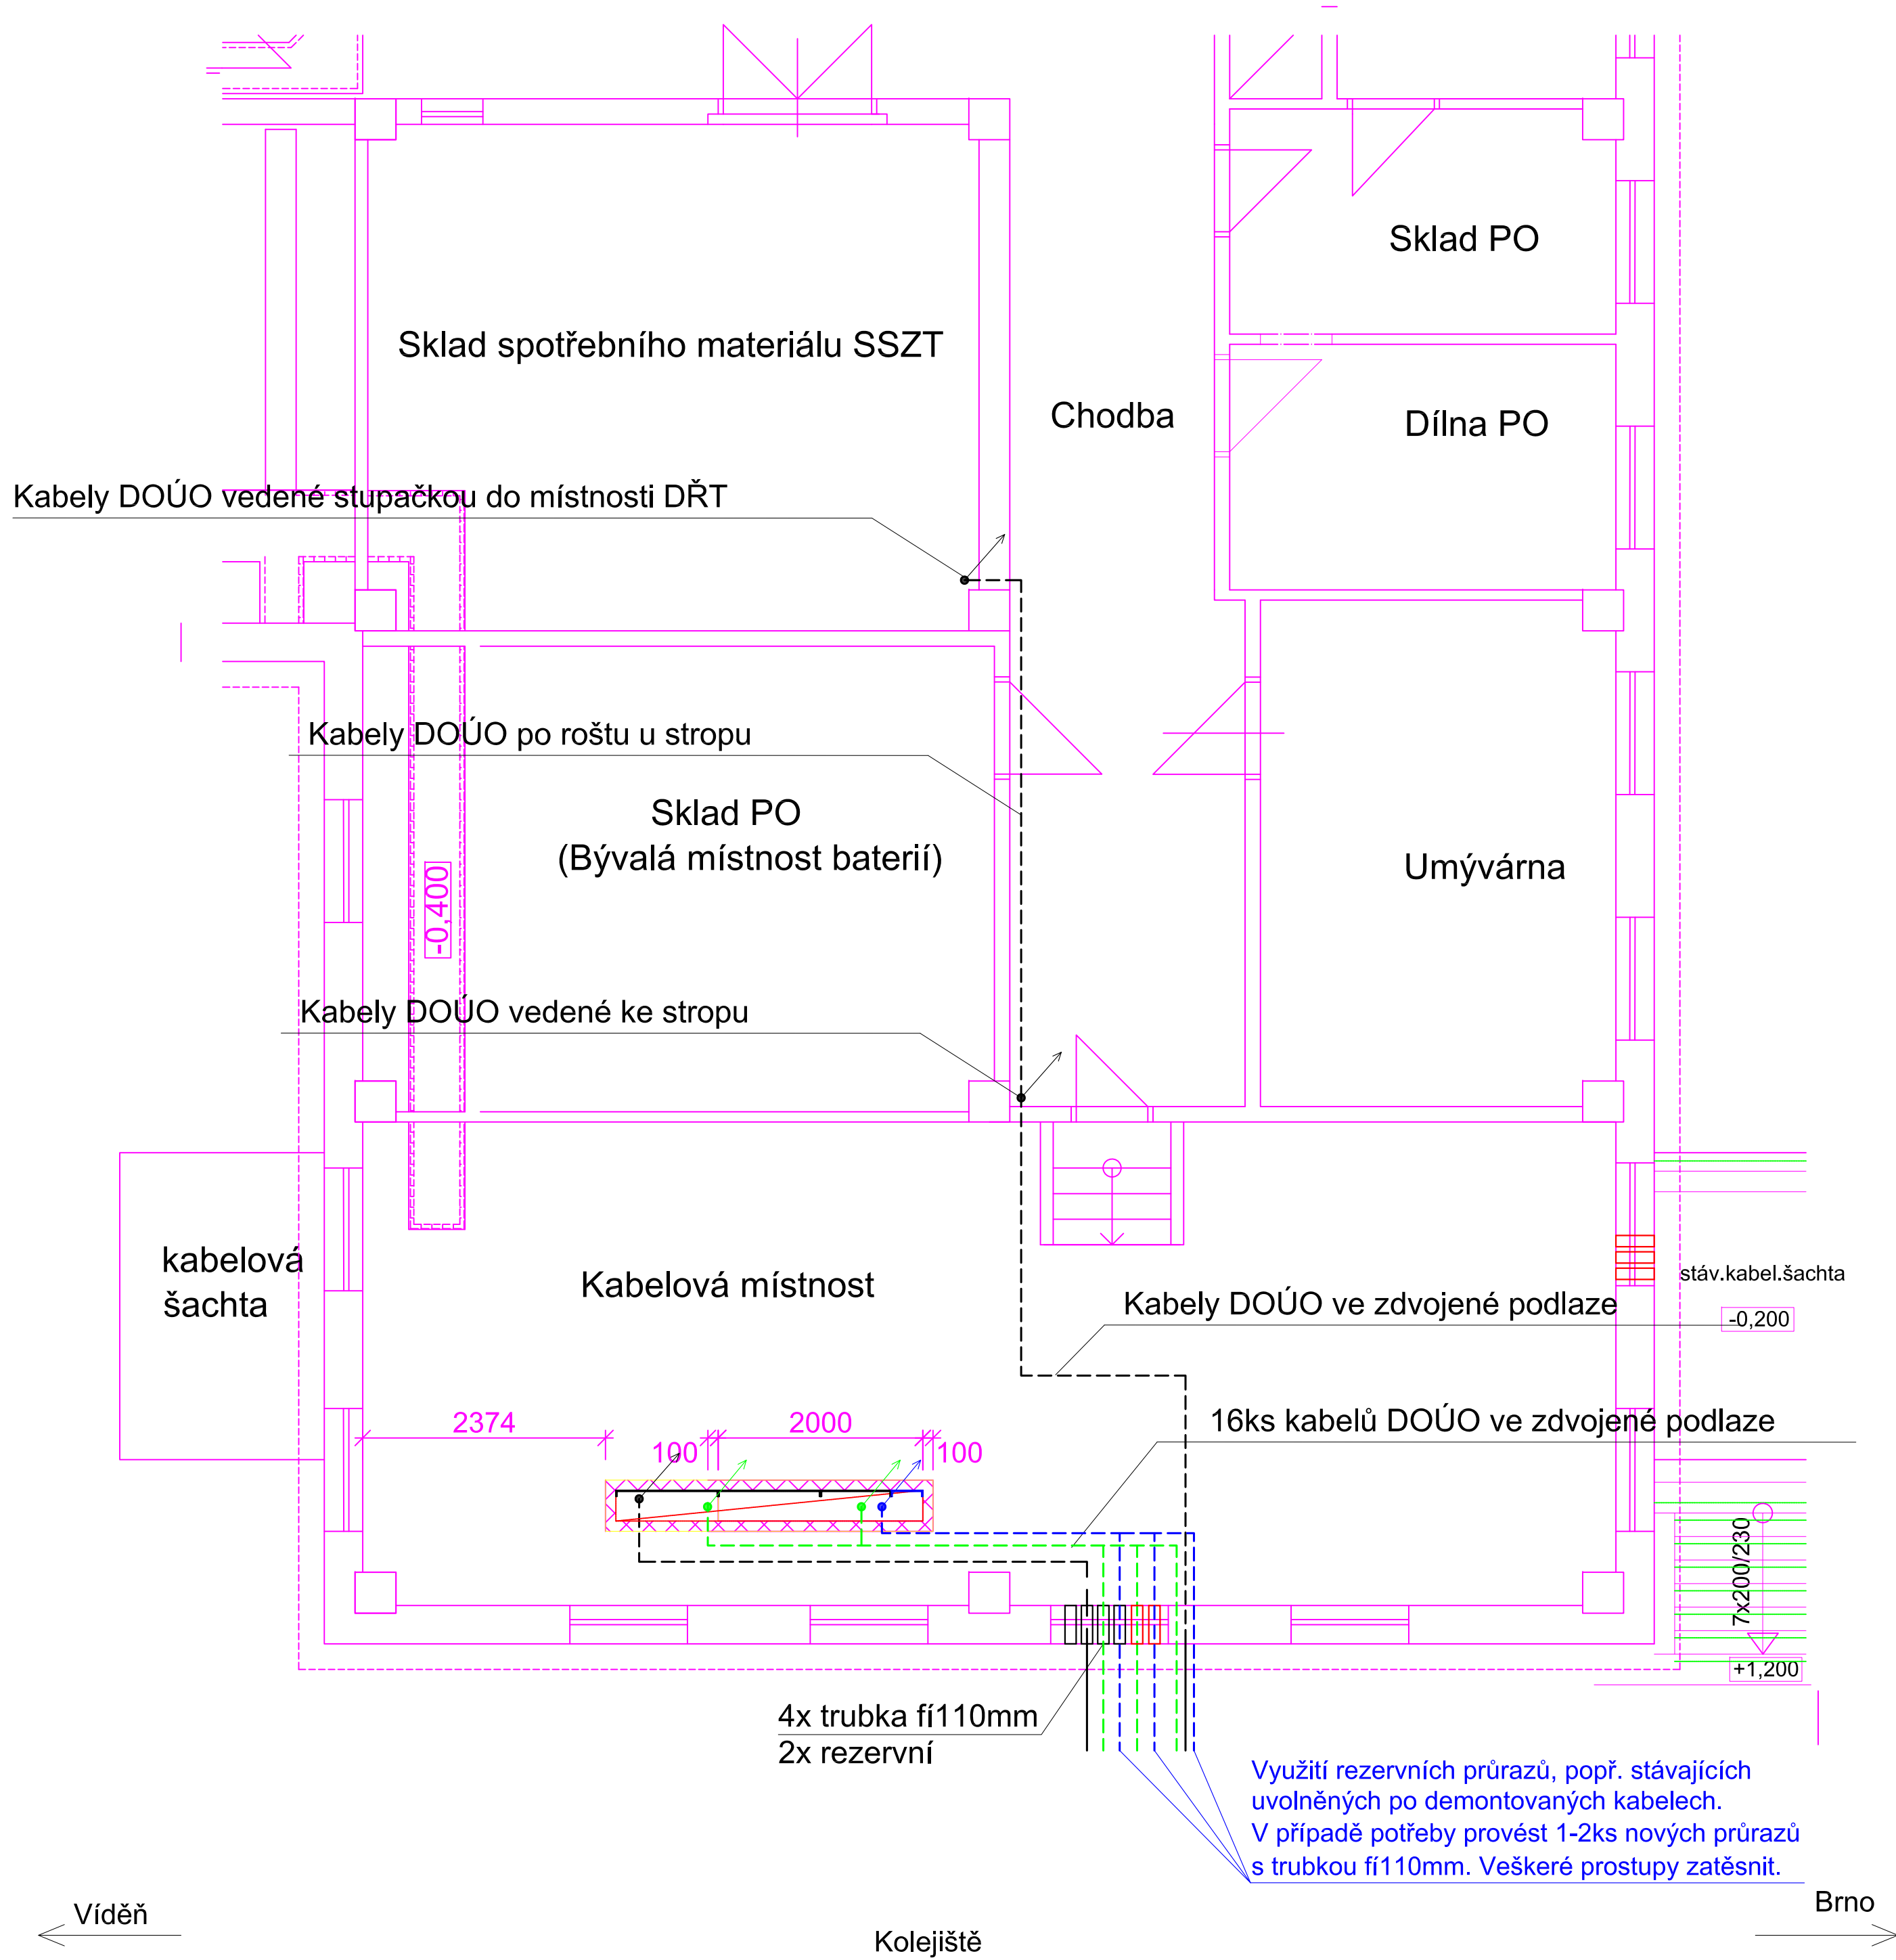 Sklad PO
Sklad spotřebního materiálu SSZT
Chodba
Dílna PO
Kabely DOÚO vedené stupačkou do místnosti DŘT
Kabely DOÚO po roštu u stropu
Sklad PO
(Bývalá místnost baterií)
Umývárna
-0,400
Kabely DOÚO vedené ke stropu
kabelová
šachta
Kabelová místnost
stáv.kabel.šachta
Kabely DOÚO ve zdvojené podlaze
-0,200
2374
100
2000
100
16ks kabelů DOÚO ve zdvojené podlaze
7x200/230
+1,200
4x trubka fí110mm
2x rezervní
Využití rezervních průrazů, popř. stávajících
uvolněných po demontovaných kabelech.
V případě potřeby provést 1-2ks nových průrazů
s trubkou fí110mm. Veškeré prostupy zatěsnit.
Víděň
Kolejiště
Brno